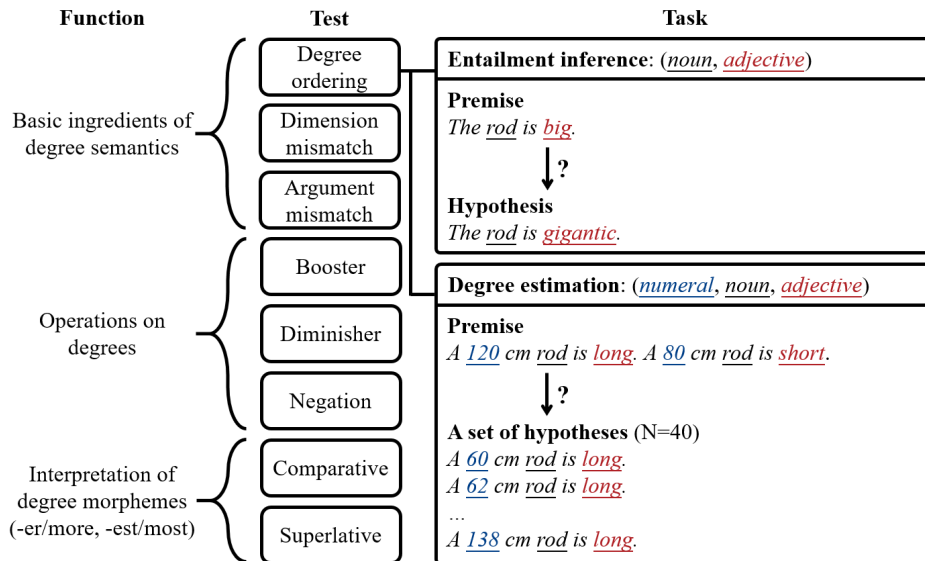 Function
Test
Task
Basic ingredients of
degree semantics
Operations on
degrees
Interpretation of
degree morphemes
(-er/more, -est/most)
Degree
ordering
Dimension
mismatch
Argument
mismatch
Booster
Diminisher
Negation
Comparative
Superlative
Entailment inference: (noun, adjective)
Premise
The rod is big.
?
Hypothesis
The rod is gigantic.
Degree estimation: (numeral, noun, adjective)
Premise
A 120 cm rod is long. A 80 cm rod is short.
?
A set of hypotheses (N=40)
A 60 cm rod is long.
A 62 cm rod is long.
...
A 138 cm rod is long.